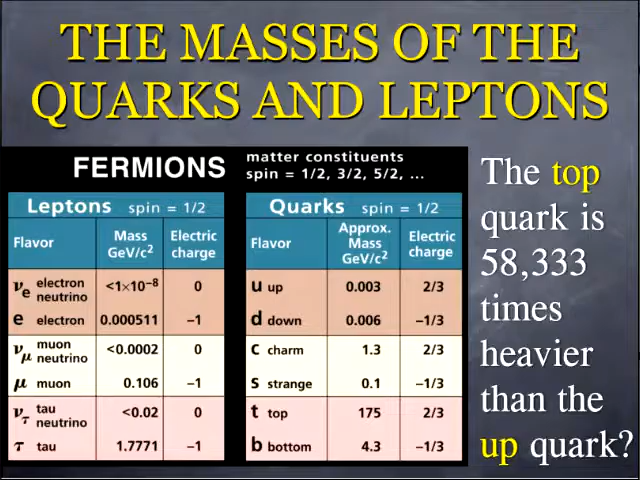 THE MASSES OF THE
QUARKS AND LEPTONS
FERMIONS
matter constituents
spin = 1/2, 3/2, 5/2, ...
Leptons spin = 1/2
Flavor Mass GeV/c² Electric charge
νe electron neutrino <1×10⁻⁸ 0
e electron 0.000511 −1
νμ muon neutrino <0.0002 0
μ muon 0.106 −1
ντ tau neutrino <0.02 0
τ tau 1.7771 −1
Quarks spin = 1/2
Flavor Approx. Mass GeV/c² Electric charge
u up 0.003 2/3
d down 0.006 −1/3
c charm 1.3 2/3
s strange 0.1 −1/3
t top 175 2/3
b bottom 4.3 −1/3
The top
quark is
58,333
times
heavier
than the
up quark?